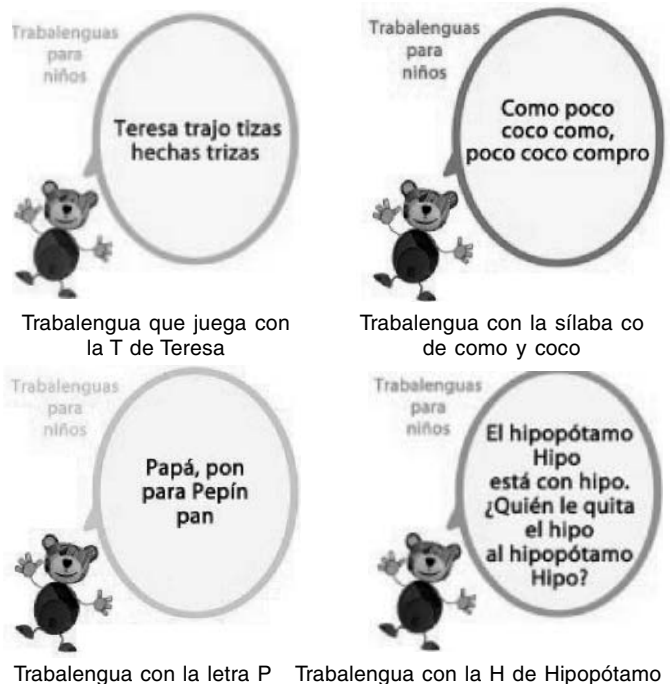 Trabalenguas
para
niños
Teresa trajo tizas
hechas trizas
Trabalengua que juega con
la T de Teresa
Trabalenguas
para
niños
Como poco
coco como,
poco coco compro
Trabalengua con la sílaba co
de como y coco
Trabalenguas
para
niños
Papá, pon
para Pepín
pan
Trabalengua con la letra P
Trabalenguas
para
niños
El hipopótamo
Hipo
está con hipo.
¿Quién le quita
el hipo
al hipopótamo
Hipo?
Trabalengua con la H de Hipopótamo